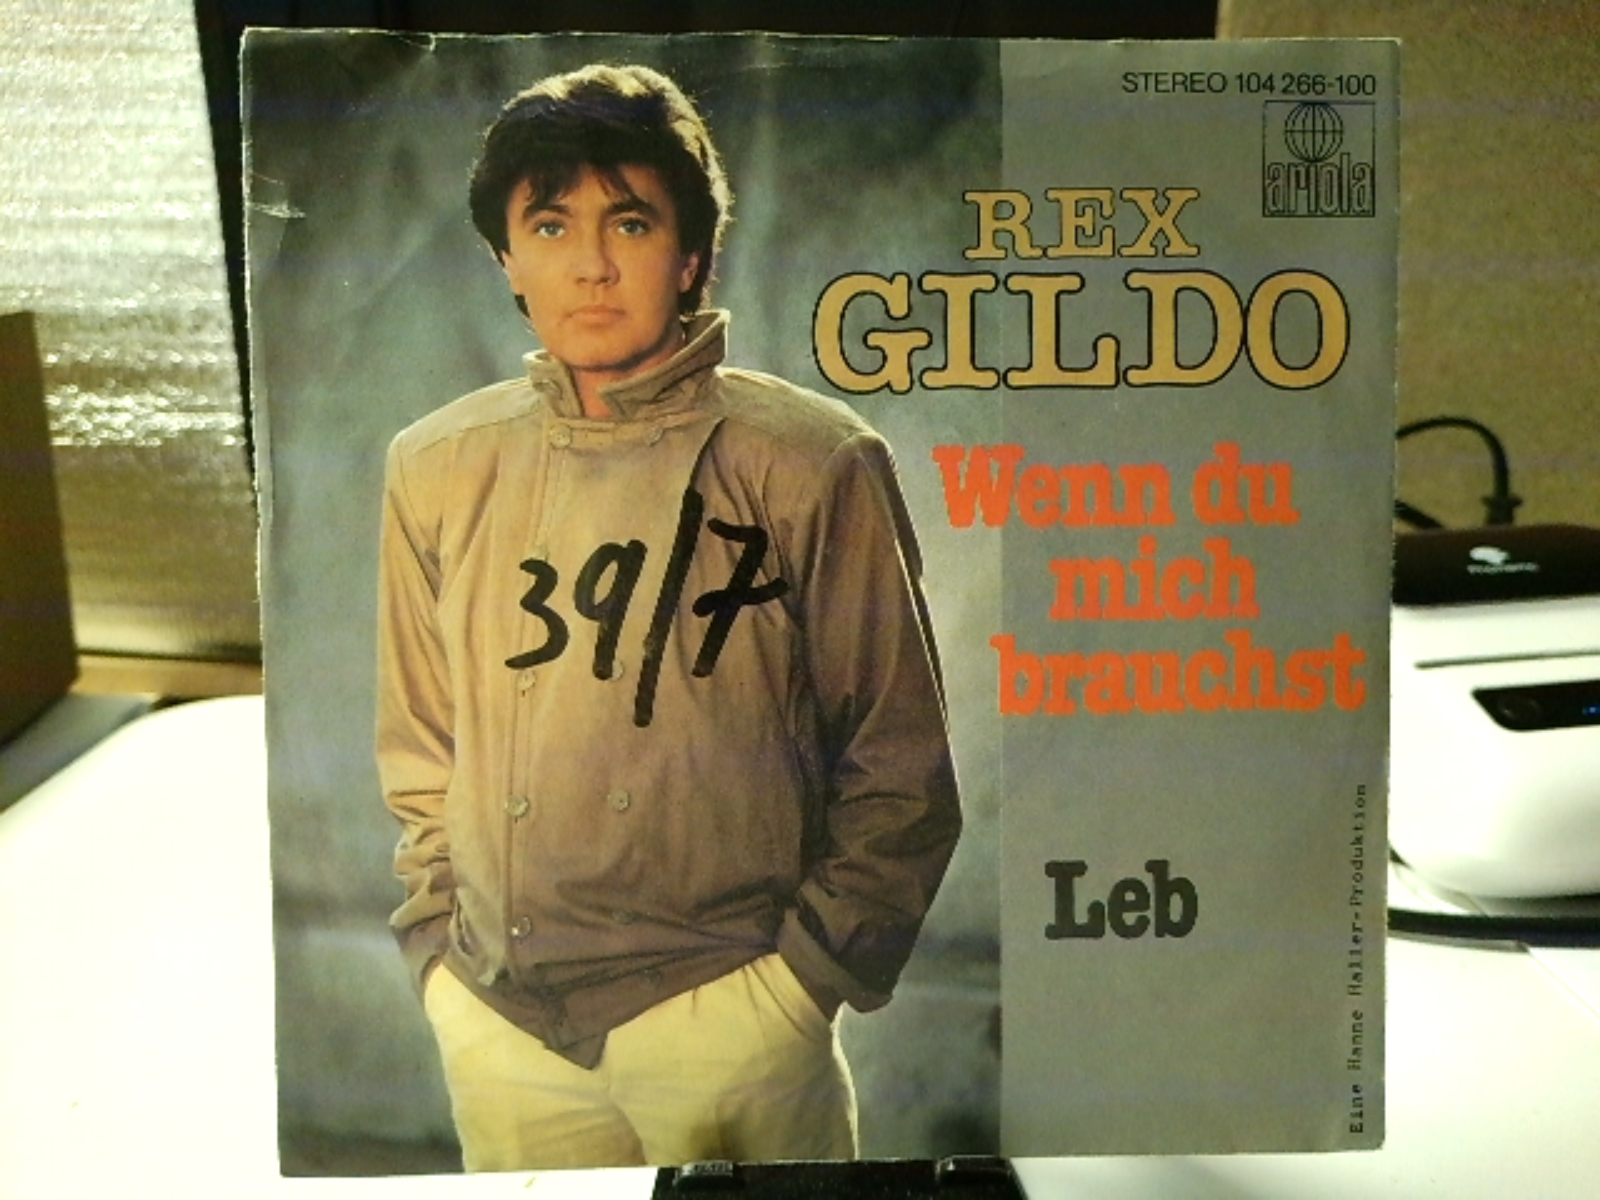 STEREO 104 266-100
ariola
REX
GILDO
Wenn du
mich
brauchst
39/7
Leb
Eine Hanne Haller-Produktion